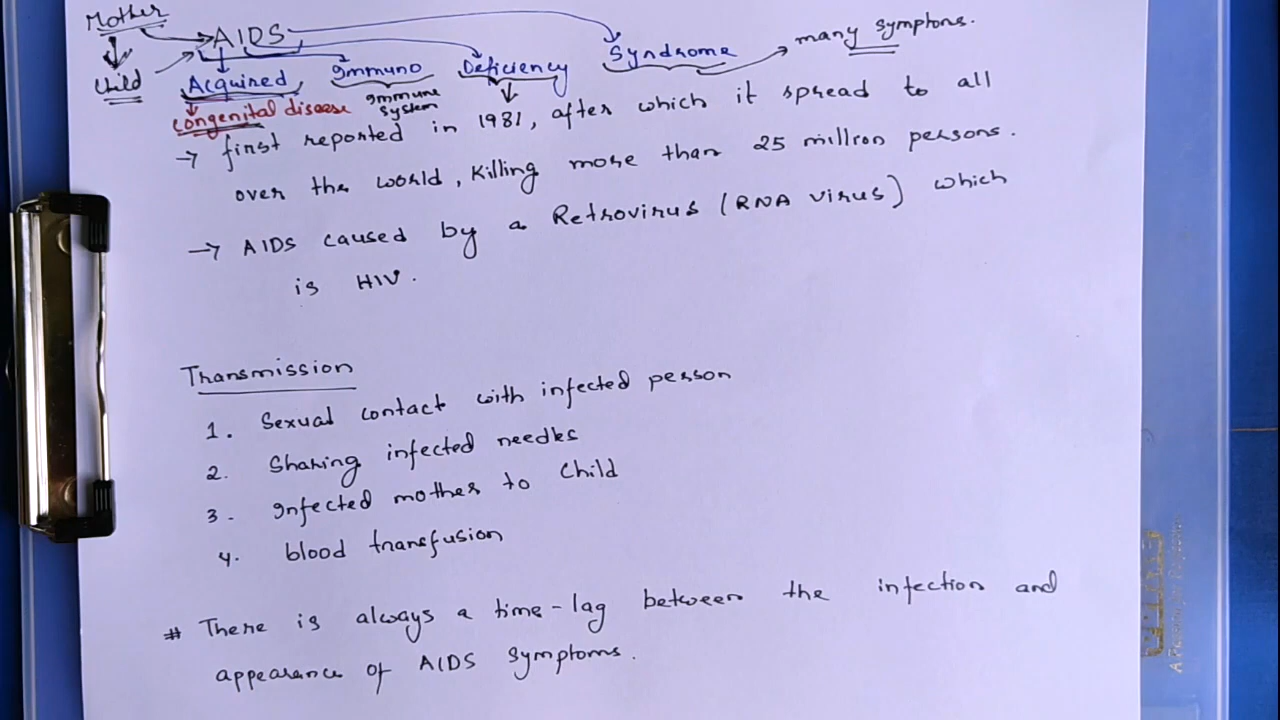 Mother
AIDS
Child
Acquired Immuno Deficiency Syndrome many symptoms.
Congenital disease Immune system
→ first reported in 1981, after which it spread to all
over the world, killing more than 25 million persons.
→ AIDS caused by a Retrovirus (RNA virus) which
is HIV.
Transmission
1. Sexual contact with infected person
2. Sharing infected needles
3. Infected mother to child
4. blood transfusion
# There is always a time-lag between the infection and
appearance of AIDS symptoms.